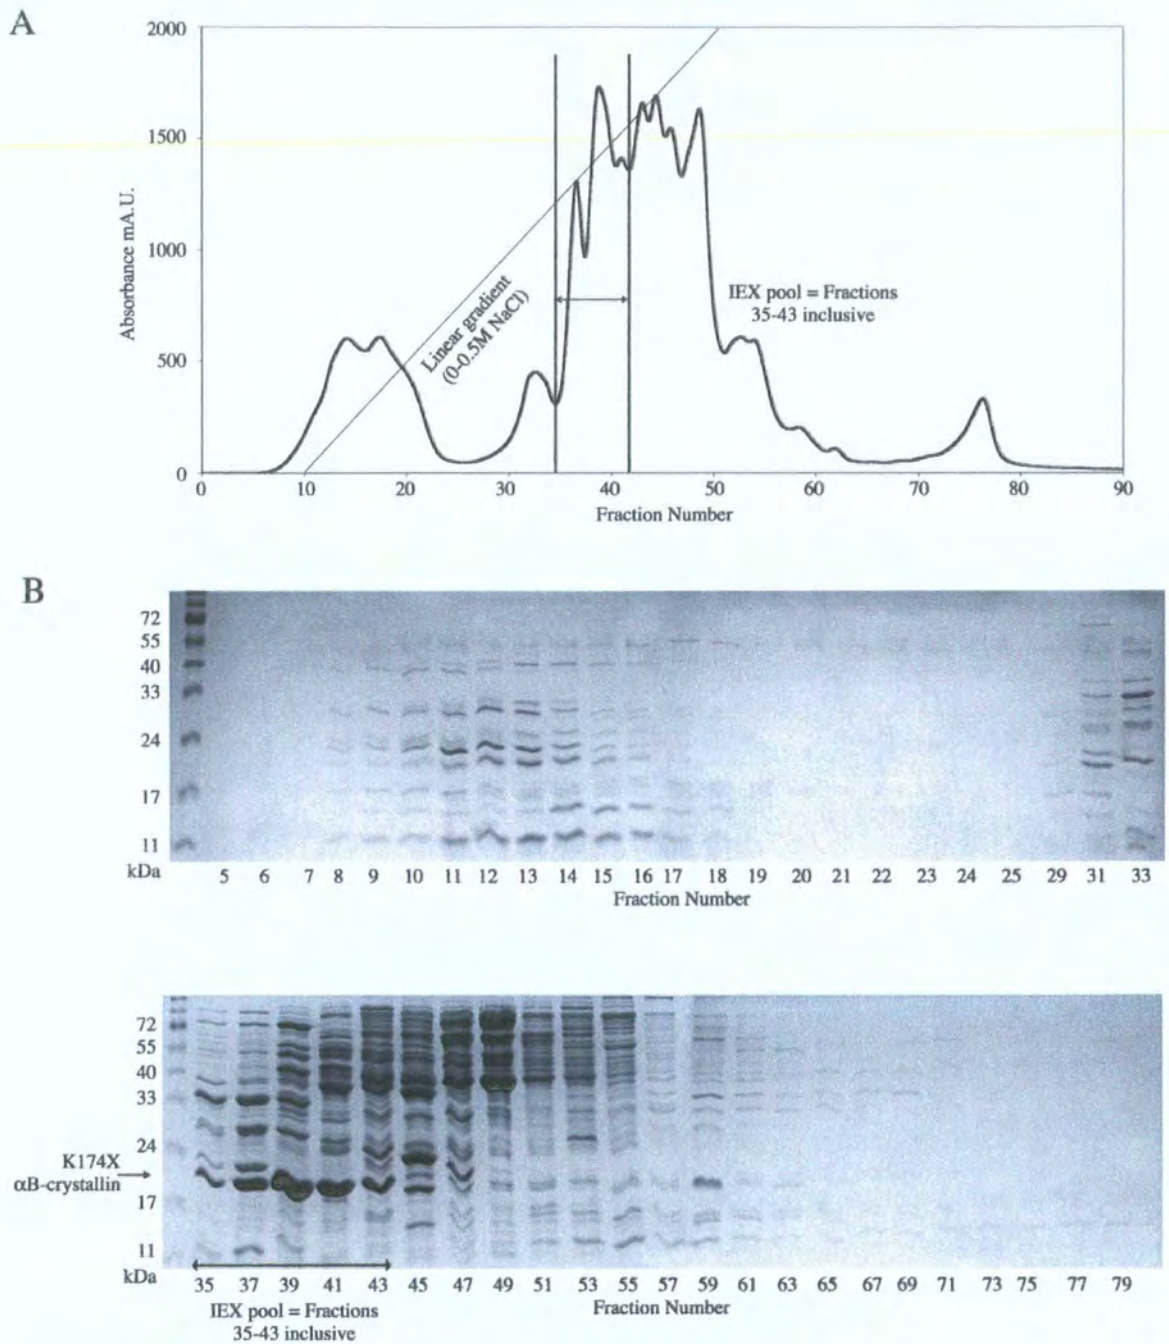 A
2000
1500
1000
500
0
Absorbance mA.U.
Linear gradient
(0-0.5M NaCl)
IEX pool = Fractions
35-43 inclusive
0 10 20 30 40 50 60 70 80 90
Fraction Number
B
72
55
40
33
24
17
11
kDa
5 6 7 8 9 10 11 12 13 14 15 16 17 18 19 20 21 22 23 24 25 29 31 33
Fraction Number
72
55
40
33
24
K174X
αB-crystallin
17
11
kDa
35 37 39 41 43 45 47 49 51 53 55 57 59 61 63 65 67 69 71 73 75 77 79
IEX pool = Fractions
35-43 inclusive
Fraction Number